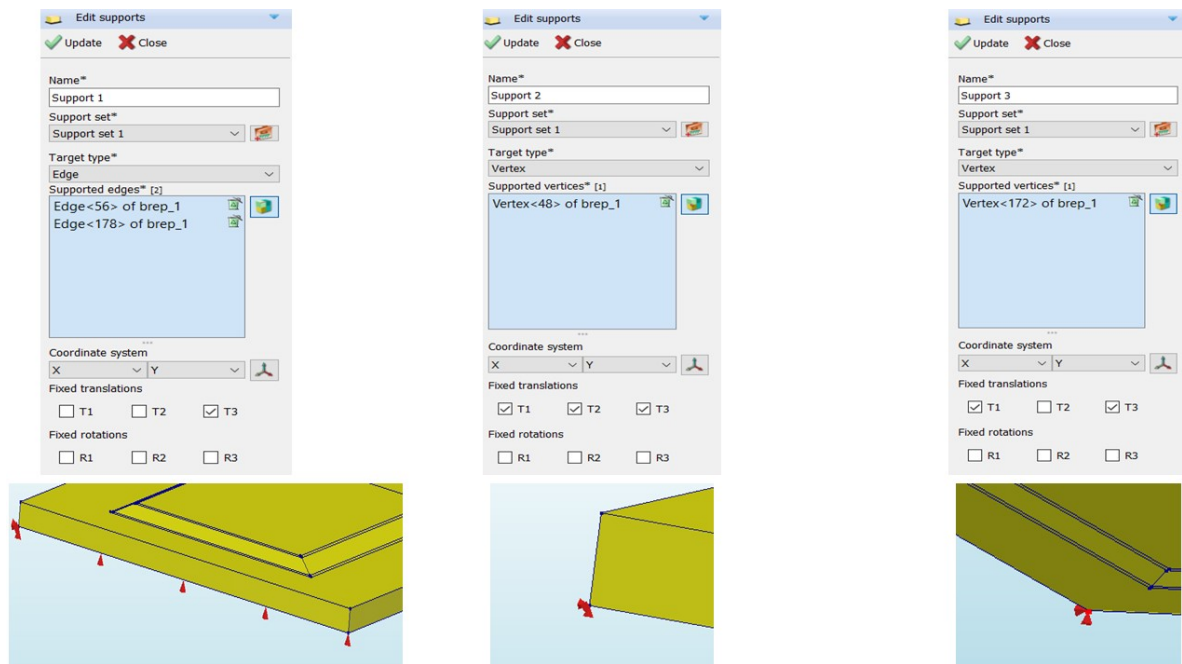 Edit supports
Update Close
Name*
Support 1
Support set*
Support set 1
Target type*
Edge
Supported edges* [2]
Edge<56> of brep_1
Edge<178> of brep_1
Coordinate system
X Y
Fixed translations
T1 T2 T3
Fixed rotations
R1 R2 R3
Edit supports
Update Close
Name*
Support 2
Support set*
Support set 1
Target type*
Vertex
Supported vertices* [1]
Vertex<48> of brep_1
Coordinate system
X Y
Fixed translations
T1 T2 T3
Fixed rotations
R1 R2 R3
Edit supports
Update Close
Name*
Support 3
Support set*
Support set 1
Target type*
Vertex
Supported vertices* [1]
Vertex<172> of brep_1
Coordinate system
X Y
Fixed translations
T1 T2 T3
Fixed rotations
R1 R2 R3